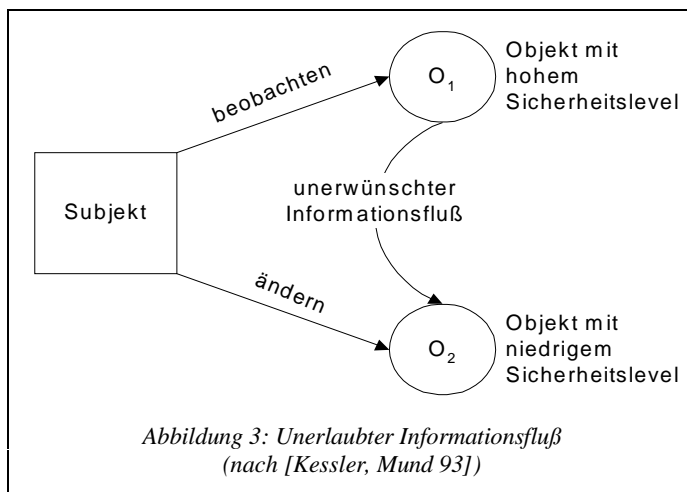 beobachten
O1
Objekt mit
hohem
Sicherheitslevel
Subjekt
unerwünschter
Informationsfluß
ändern
O2
Objekt mit
niedrigem
Sicherheitslevel
Abbildung 3: Unerlaubter Informationsfluß
(nach [Kessler, Mund 93])